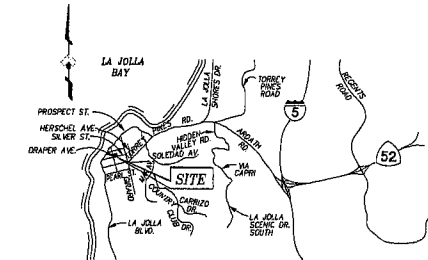 LA JOLLA
BAY
LA JOLLA
SHORES DR.
TORREY
PINES
ROAD
REGENTS
ROAD
5
52
PROSPECT ST.
HERSCHEL AVE.
SILVER ST.
DRAPER AVE.
TORREY
PINES
RD.
HIDDEN
VALLEY RD.
SOLEDAD AV.
ARDATH
RD
PEARL ST.
GIRARD
SITE
VIA
CAPRI
COUNTRY
CLUB
DR.
CARRIZO
DR.
LA JOLLA
BLVD.
LA JOLLA
SCENIC DR.
SOUTH